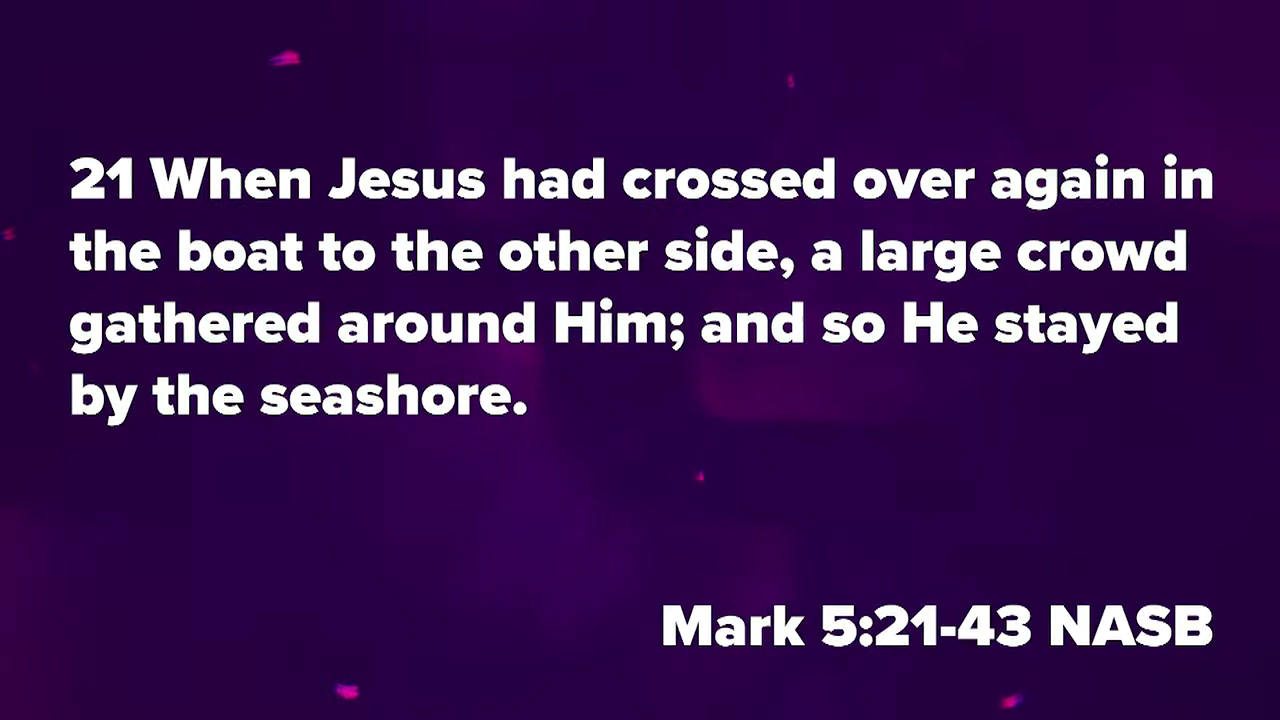 21 When Jesus had crossed over again in
the boat to the other side, a large crowd
gathered around Him; and so He stayed
by the seashore.
Mark 5:21-43 NASB